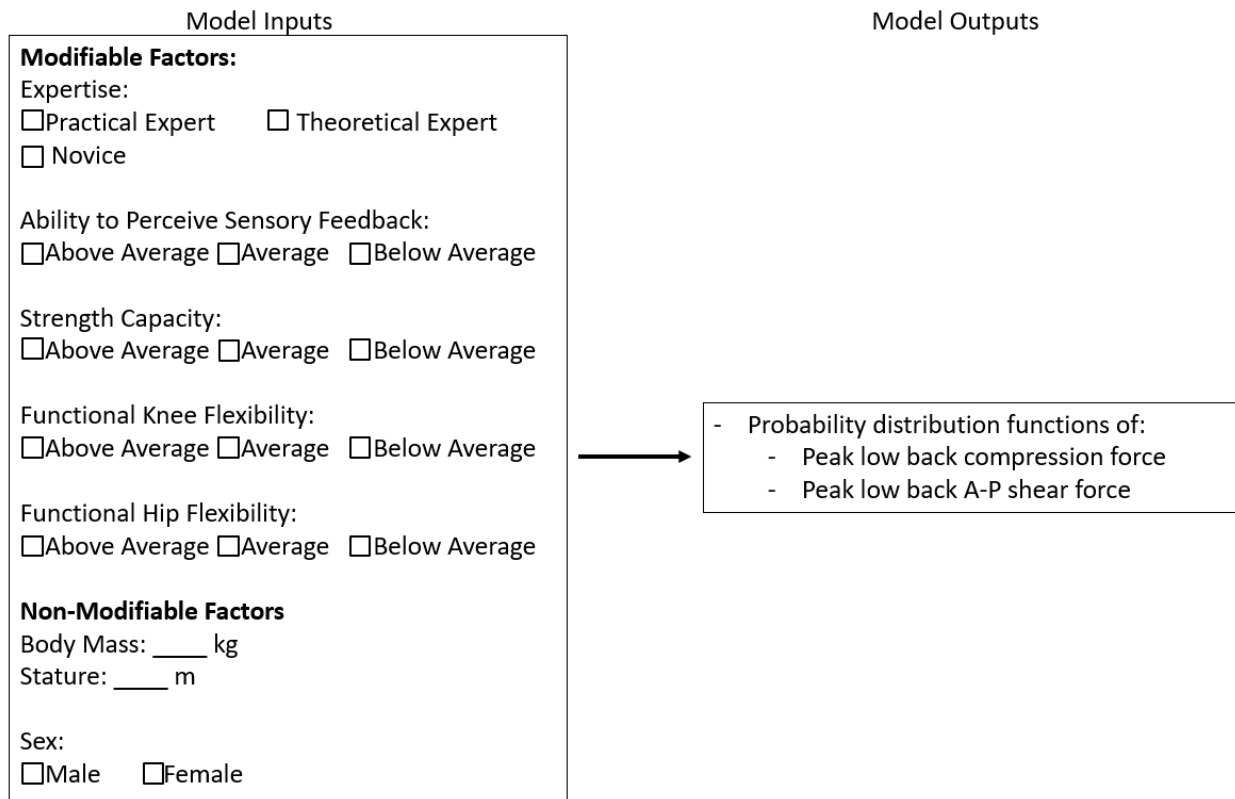 Model Inputs
Model Outputs
Modifiable Factors:
Expertise:
☐Practical Expert ☐ Theoretical Expert
☐ Novice
Ability to Perceive Sensory Feedback:
☐Above Average ☐Average ☐Below Average
Strength Capacity:
☐Above Average ☐Average ☐Below Average
Functional Knee Flexibility:
☐Above Average ☐Average ☐Below Average
Functional Hip Flexibility:
☐Above Average ☐Average ☐Below Average
Non-Modifiable Factors
Body Mass: ____ kg
Stature: ____ m
Sex:
☐Male ☐Female
- Probability distribution functions of:
- Peak low back compression force
- Peak low back A-P shear force